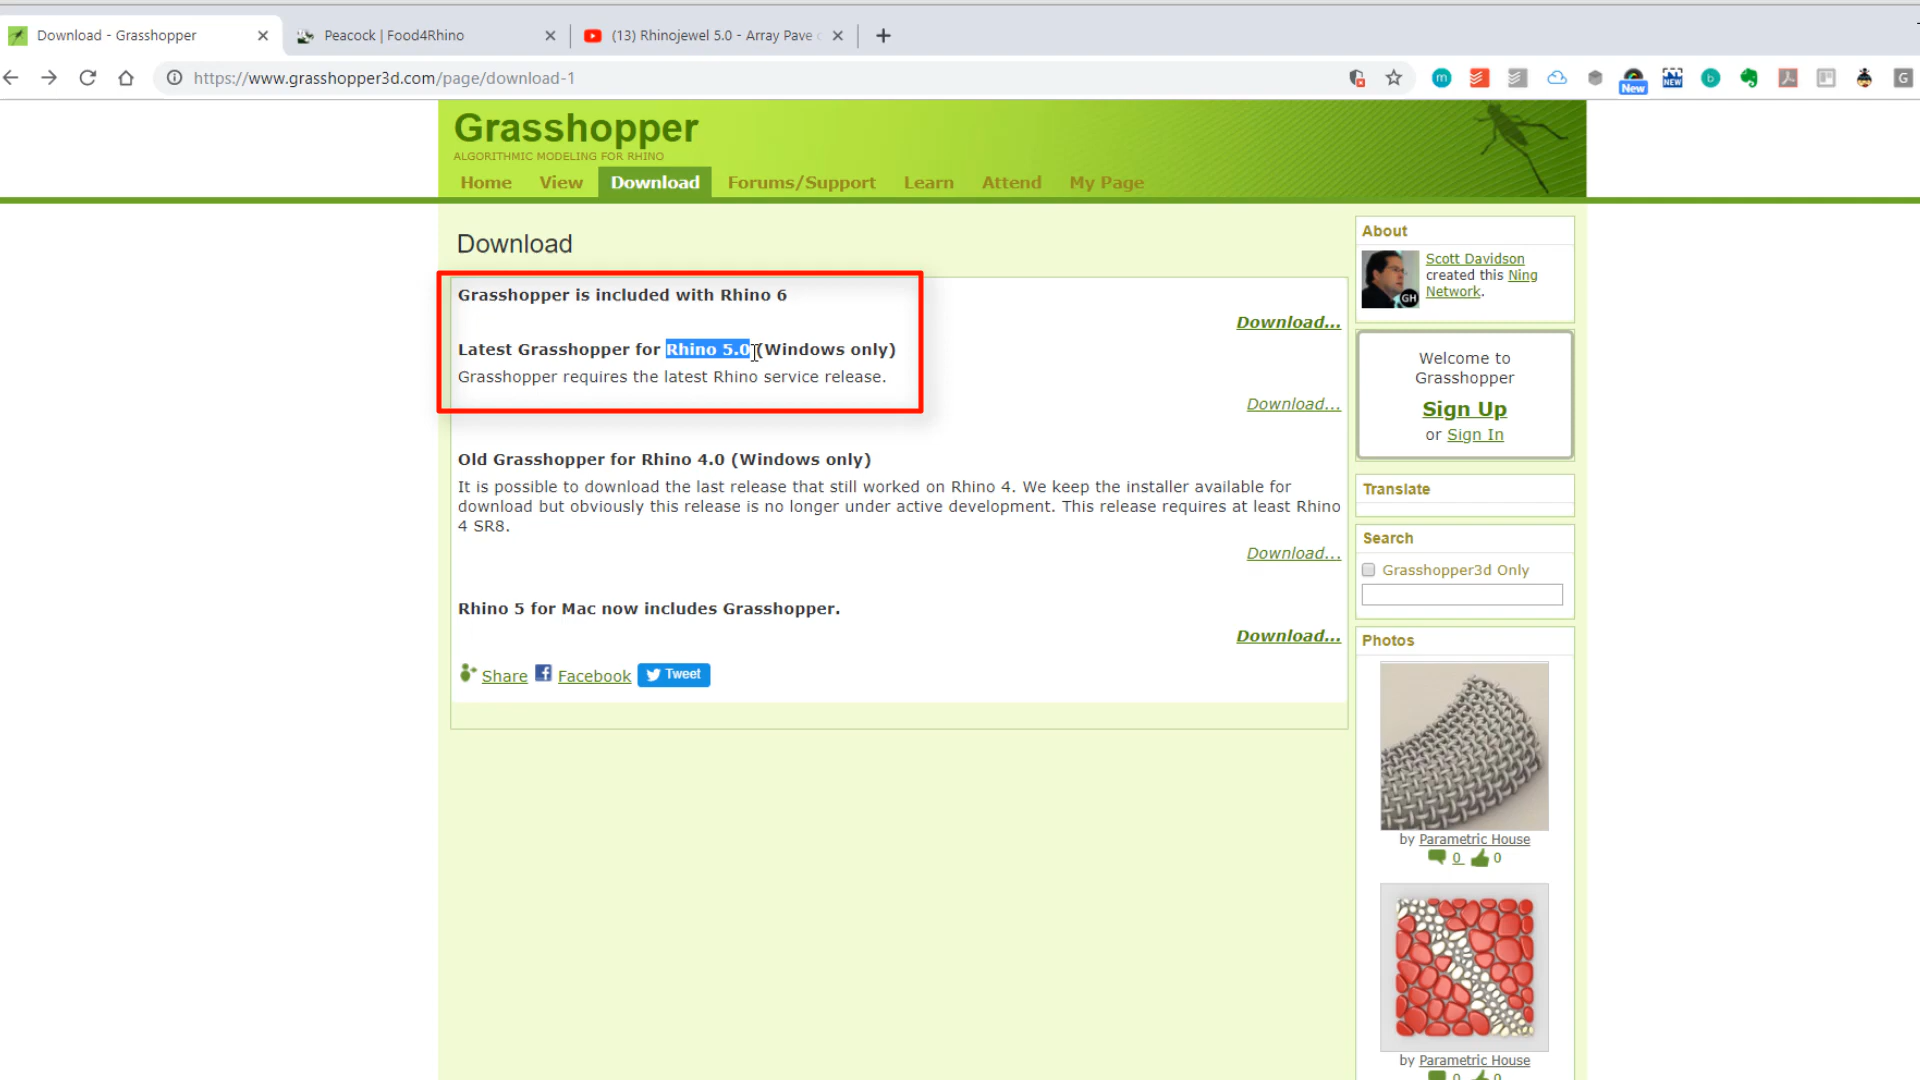 Download - Grasshopper
Peacock | Food4Rhino
(13) Rhinojewel 5.0 - Array Pave
https://www.grasshopper3d.com/page/download-1
New
NEW
Grasshopper
ALGORITHMIC MODELING FOR RHINO
Home
View
Download
Forums/Support
Learn
Attend
My Page
Download
Grasshopper is included with Rhino 6
Download...
Latest Grasshopper for Rhino 5.0 (Windows only)
Grasshopper requires the latest Rhino service release.
Download...
Old Grasshopper for Rhino 4.0 (Windows only)
It is possible to download the last release that still worked on Rhino 4. We keep the installer available for
download but obviously this release is no longer under active development. This release requires at least Rhino
4 SR8.
Download...
Rhino 5 for Mac now includes Grasshopper.
Download...
Share
Facebook
Tweet
About
GH
Scott Davidson
created this Ning
Network.
Welcome to
Grasshopper
Sign Up
or Sign In
Translate
Search
Grasshopper3d Only
Photos
by Parametric House
0
0
by Parametric House
0
0